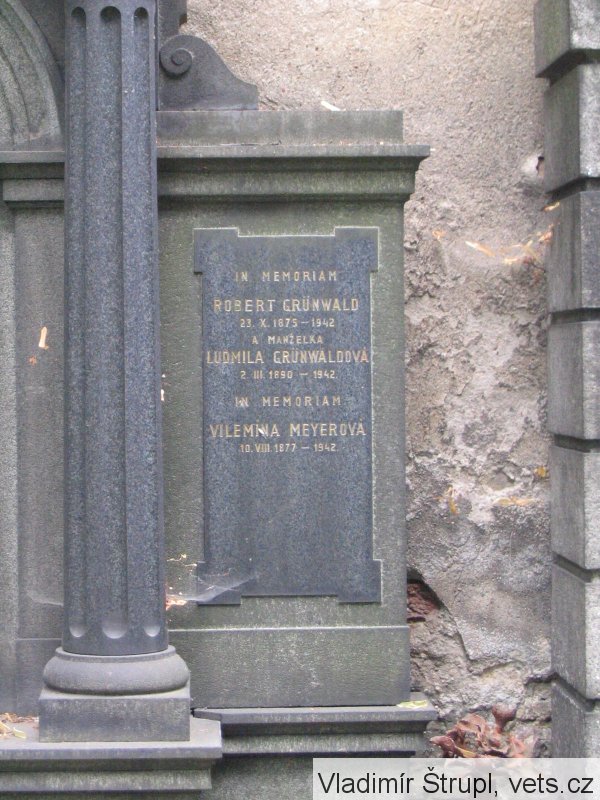 IN MEMORIAM
ROBERT GRÜNWALD
23. X. 1875 – 1942
A MANŽELKA
LUDMILA GRÜNWALDOVÁ
2. III. 1890 – 1942.
IN MEMORIAM
VILEMÍNA MEYEROVÁ
10. VIII. 1877 – 1942.
Vladimír Štrupl, vets.cz